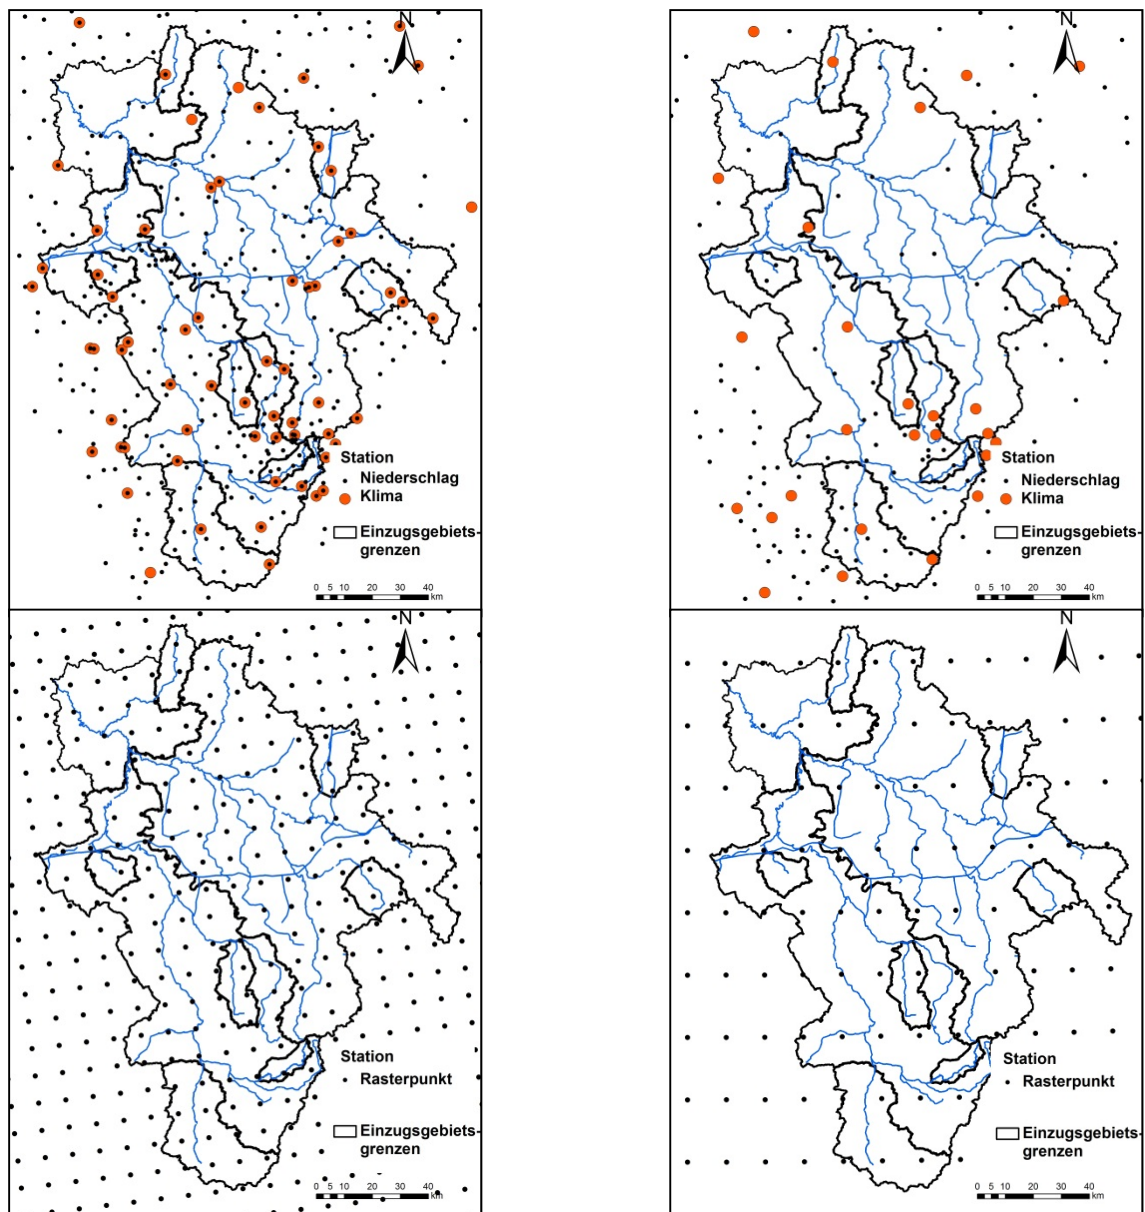 N
Station
Niederschlag
Klima
Einzugsgebiets-
grenzen
0 5 10 20 30 40
km
N
Station
Niederschlag
Klima
Einzugsgebiets-
grenzen
0 5 10 20 30 40
km
N
Station
Rasterpunkt
Einzugsgebiets-
grenzen
0 5 10 20 30 40
km
N
Station
Rasterpunkt
Einzugsgebiets-
grenzen
0 5 10 20 30 40
km